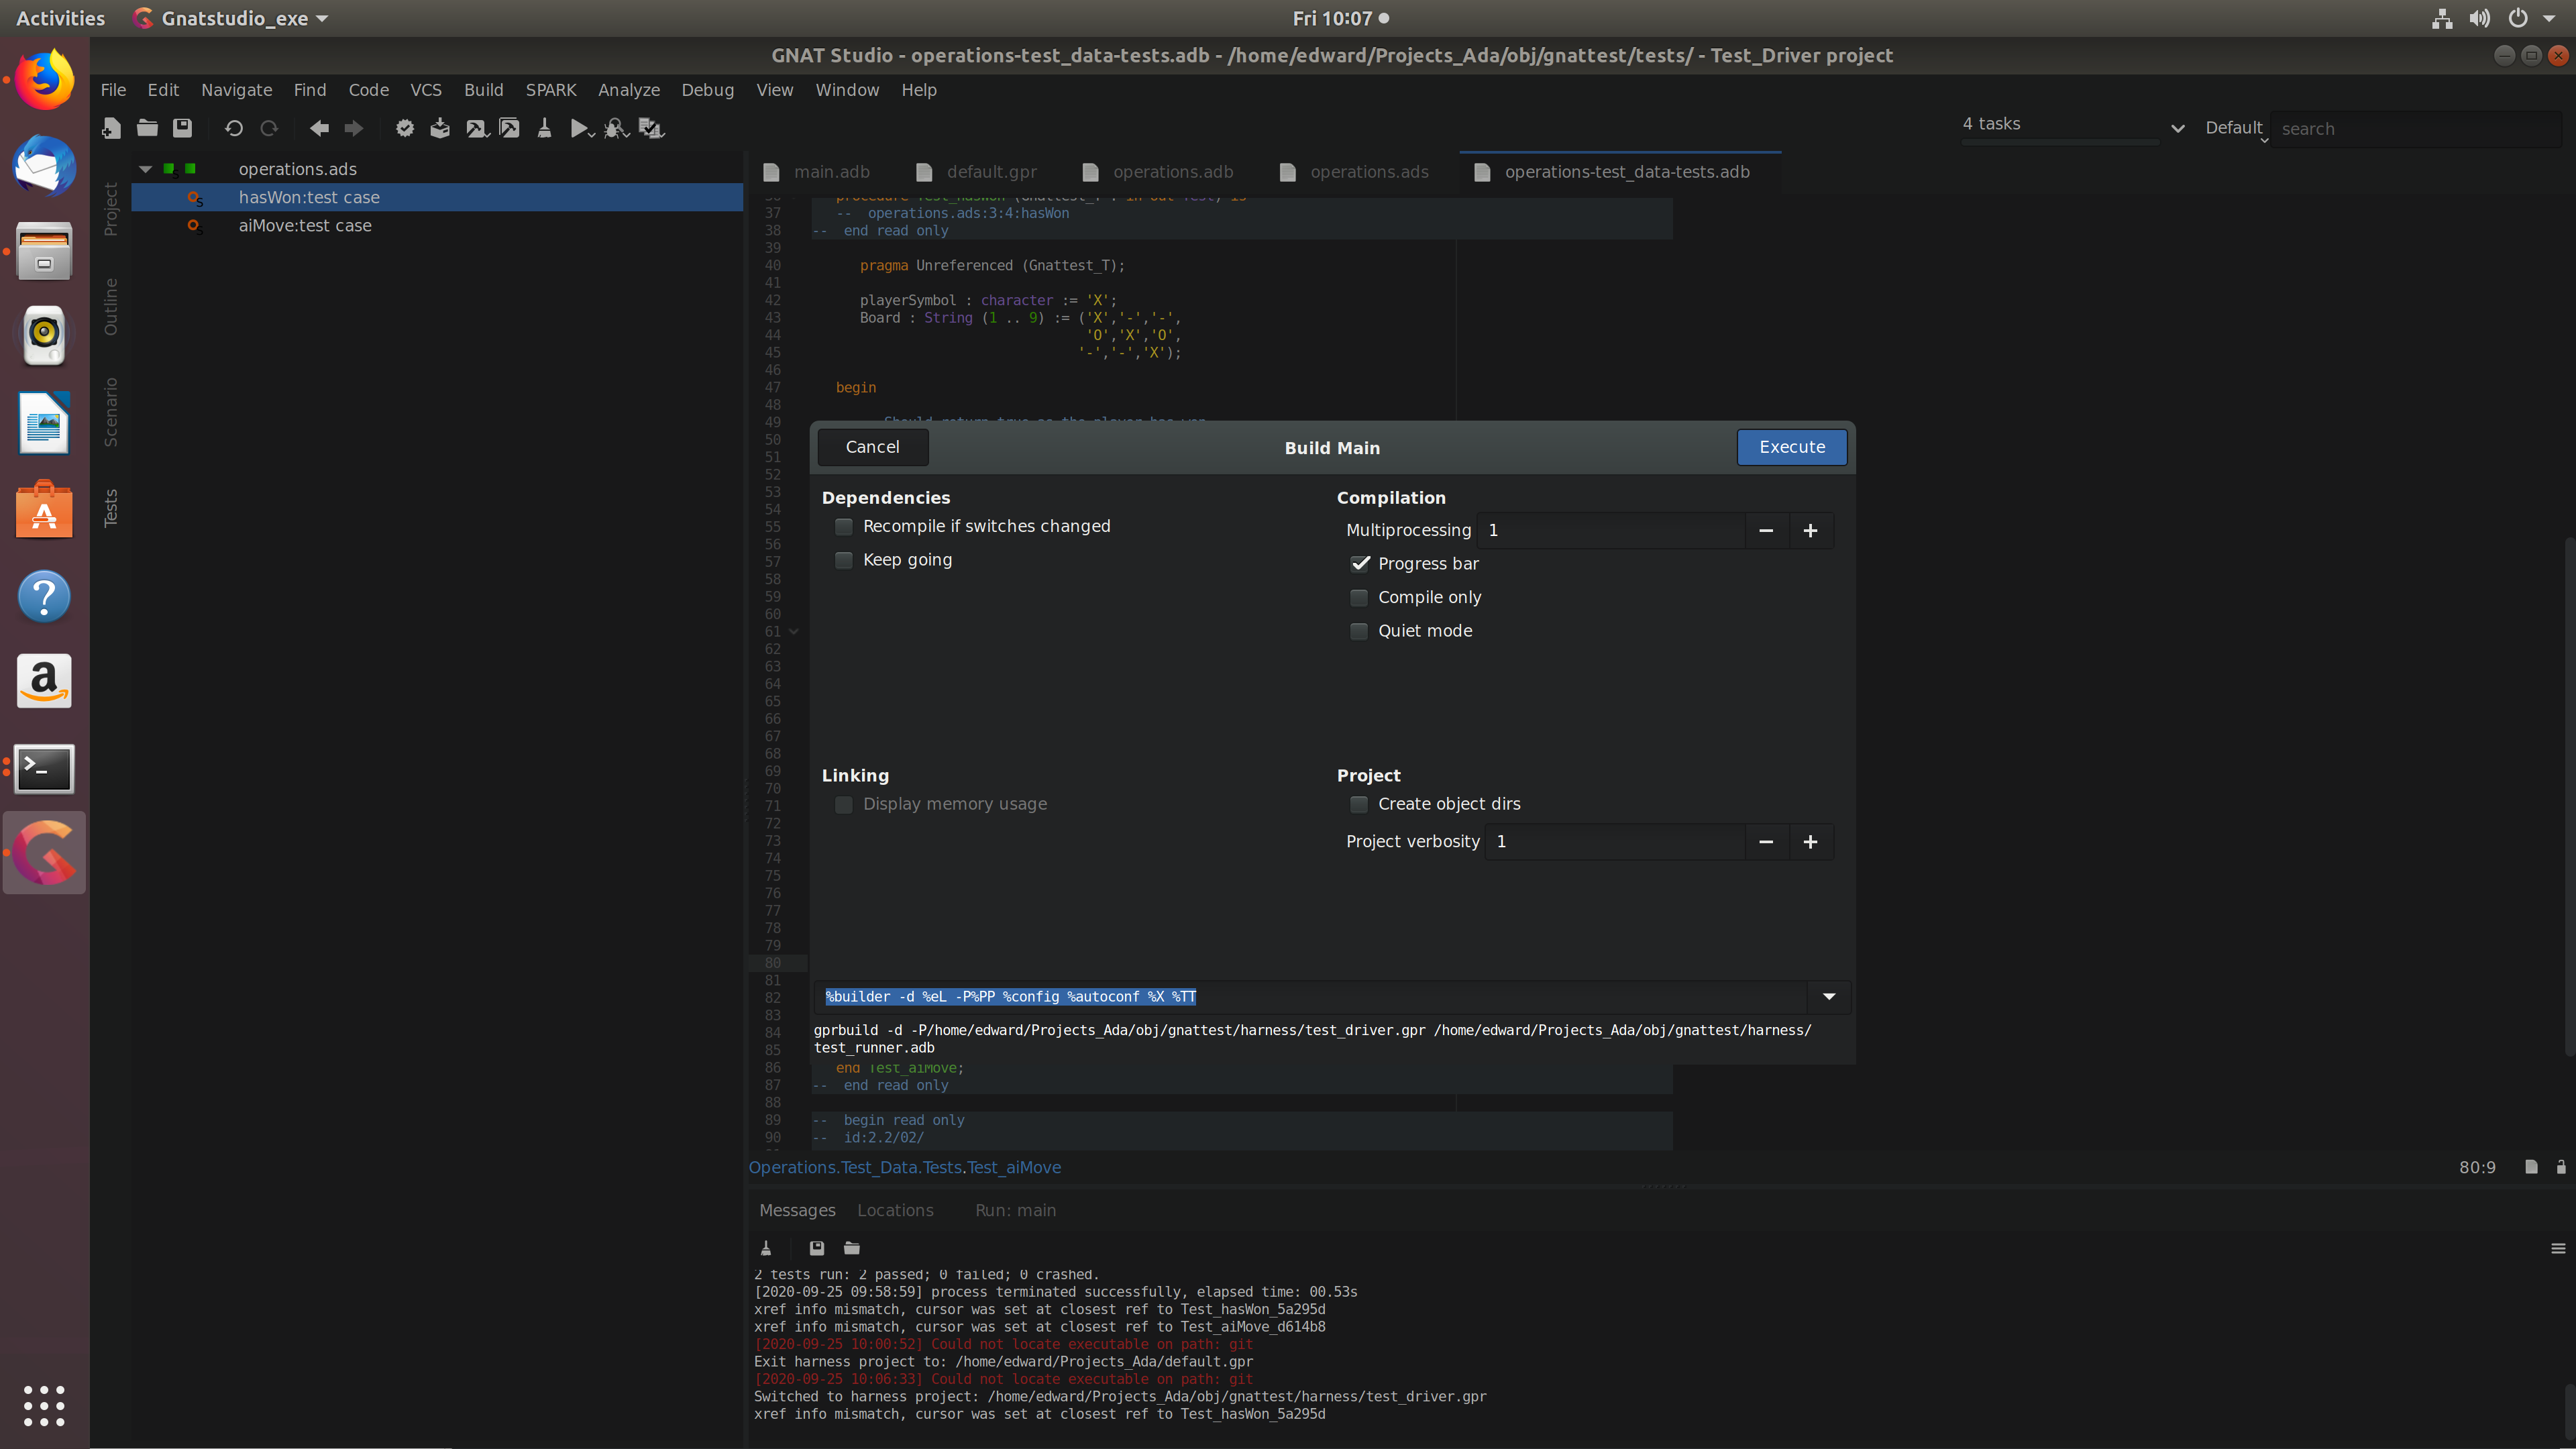 Activities Gnatstudio_exe Fri 10:07
GNAT Studio - operations-test_data-tests.adb - /home/edward/Projects_Ada/obj/gnattest/tests/ - Test_Driver project
File Edit Navigate Find Code VCS Build SPARK Analyze Debug View Window Help
4 tasks Default search
Project
Outline
Scenario
Tests
operations.ads
hasWon:test case
aiMove:test case
main.adb default.gpr operations.adb operations.ads operations-test_data-tests.adb
37 -- operations.ads:3:4:hasWon
38 -- end read only
39
40 pragma Unreferenced (Gnattest_T);
41
42 playerSymbol : character := 'X';
43 Board : String (1 .. 9) := ('X','-','-',
44 'O','X','O',
45 '-','-','X');
46
47 begin
48
49
50
51
52
53
54
55
56
57
58
59
60
61
62
63
64
65
66
67
68
69
70
71
72
73
74
75
76
77
78
79
80
81
82
83
84
85
86 end Test_aiMove;
87 -- end read only
88
89 -- begin read only
90 -- id:2.2/02/
Cancel Build Main Execute
Dependencies
Recompile if switches changed
Keep going
Compilation
Multiprocessing 1
Progress bar
Compile only
Quiet mode
Linking
Display memory usage
Project
Create object dirs
Project verbosity 1
%builder -d %eL -P%PP %config %autoconf %X %TT
gprbuild -d -P/home/edward/Projects_Ada/obj/gnattest/harness/test_driver.gpr /home/edward/Projects_Ada/obj/gnattest/harness/
test_runner.adb
Operations.Test_Data.Tests.Test_aiMove 80:9
Messages Locations Run: main
2 tests run: 2 passed; 0 failed; 0 crashed.
[2020-09-25 09:58:59] process terminated successfully, elapsed time: 00.53s
xref info mismatch, cursor was set at closest ref to Test_hasWon_5a295d
xref info mismatch, cursor was set at closest ref to Test_aiMove_d614b8
[2020-09-25 10:00:52] Could not locate executable on path: git
Exit harness project to: /home/edward/Projects_Ada/default.gpr
[2020-09-25 10:06:33] Could not locate executable on path: git
Switched to harness project: /home/edward/Projects_Ada/obj/gnattest/harness/test_driver.gpr
xref info mismatch, cursor was set at closest ref to Test_hasWon_5a295d